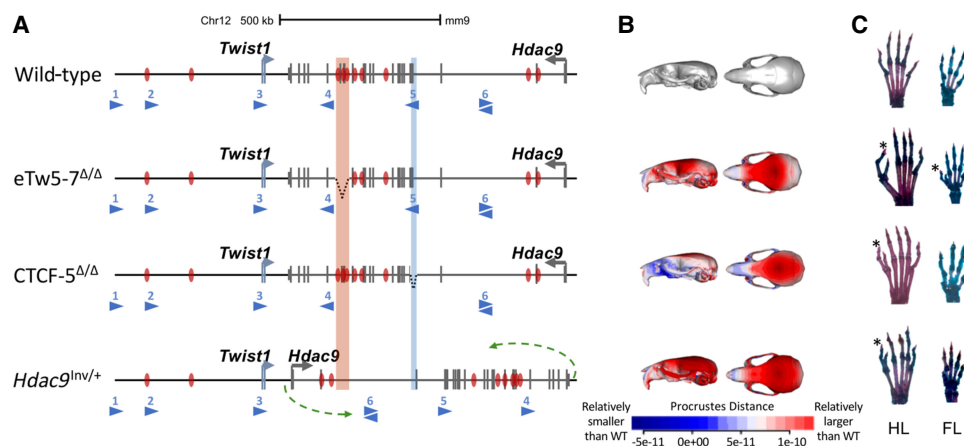 A
Chr12 500 kb mm9
B
C
Twist1 Hdac9
Wild-type
1 2 3 4 5 6
Twist1 Hdac9
eTw5-7Δ/Δ
*
*
1 2 3 4 5 6
Twist1 Hdac9
CTCF-5Δ/Δ
*
1 2 3 4 6
Twist1 Hdac9
Hdac9Inv/+
*
1 2 3 6 5 4
Relatively smaller than WT
Procrustes Distance
Relatively larger than WT
-5e-11 0e+00 5e-11 1e-10
HL FL